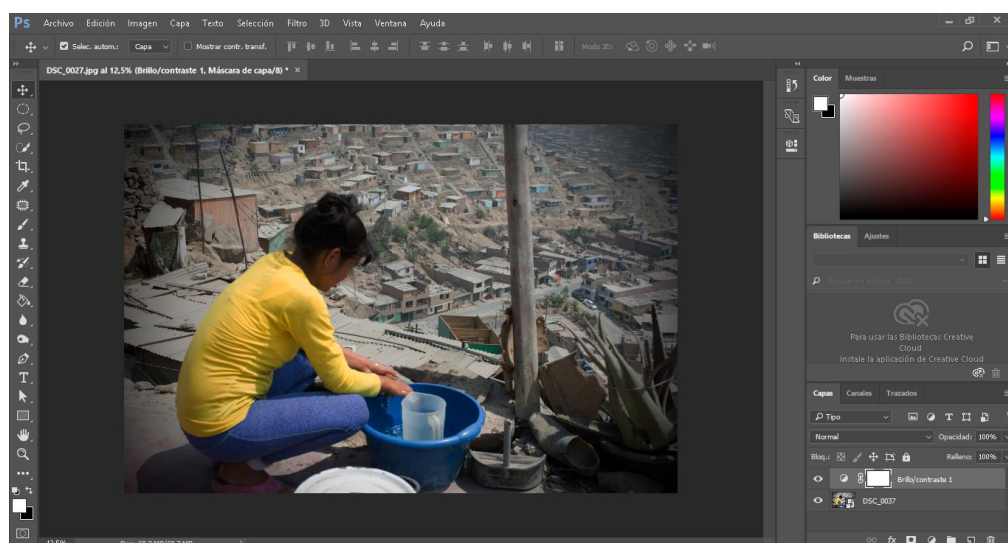 Ps Archivo Edición Imagen Capa Texto Selección Filtro 3D Vista Ventana Ayuda
Selec. autom.: Capa Mostrar contr. transf. Modo 3D:
DSC_0027.jpg al 12,5% (Brillo/contraste 1, Máscara de capa/8) * ×
Color Muestras
Bibliotecas Ajustes
Para usar las Bibliotecas Creative
Cloud
instale la aplicación de Creative Cloud
Capas Canales Trazados
Tipo
Normal Opacidad: 100%
Bloq.: Relleno: 100%
Brillo/contraste 1
DSC_0037
fx
12,5%